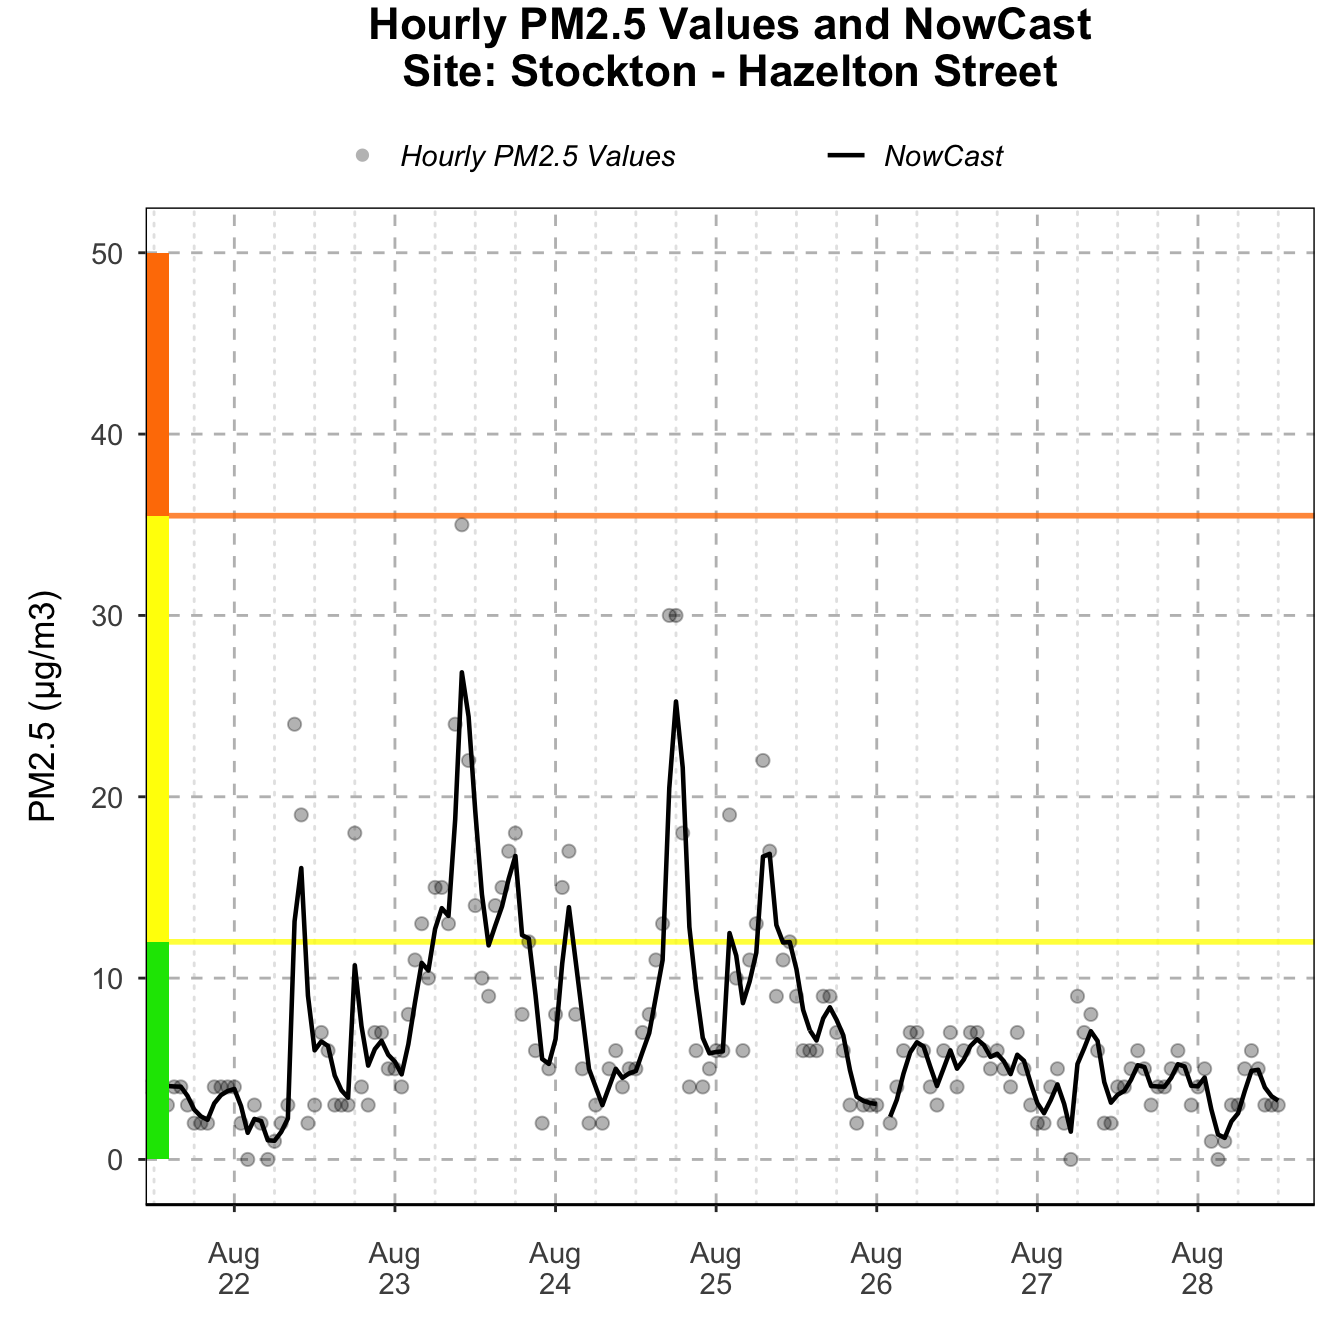 Hourly PM2.5 Values and NowCast
Site: Stockton - Hazelton Street
Hourly PM2.5 Values NowCast
PM2.5 (µg/m3)
50
40
30
20
10
0
Aug Aug Aug Aug Aug Aug Aug
22 23 24 25 26 27 28